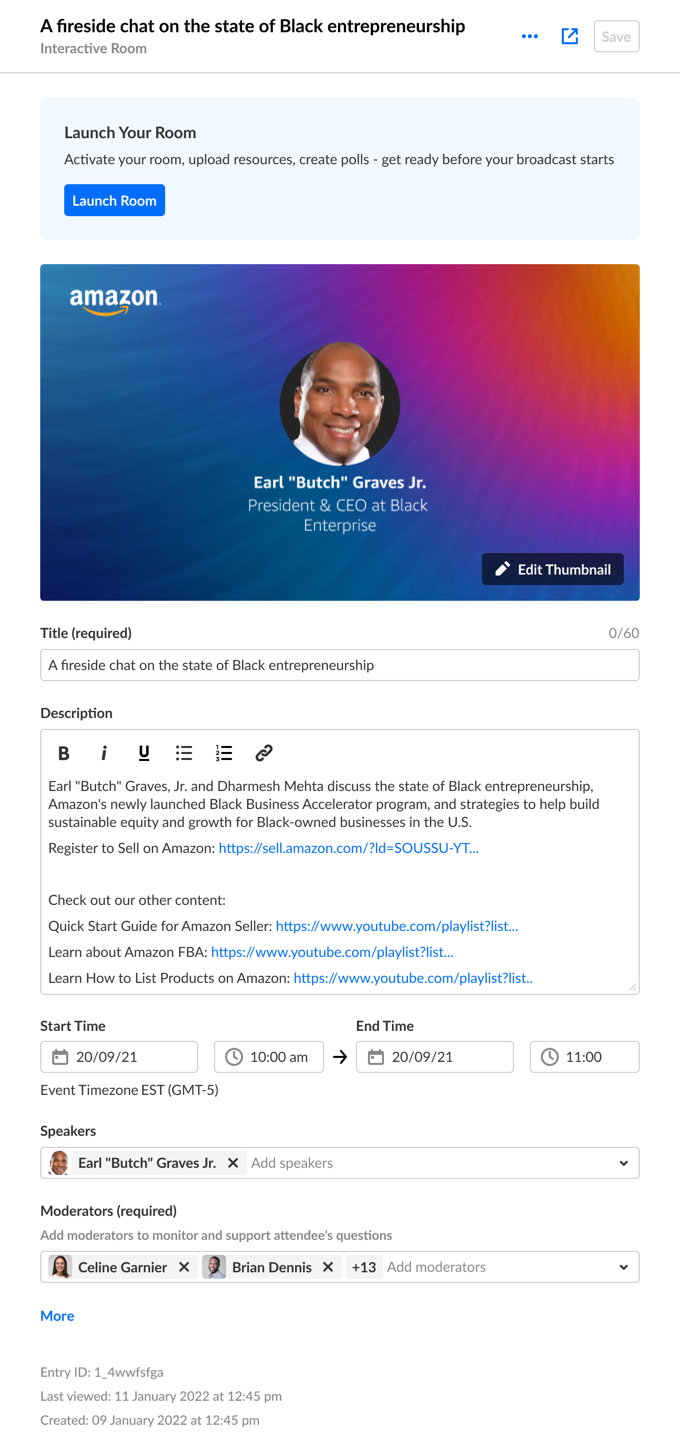 A fireside chat on the state of Black entrepreneurship
Interactive Room
Save
Launch Your Room
Activate your room, upload resources, create polls - get ready before your broadcast starts
Launch Room
amazon
Earl "Butch" Graves Jr.
President & CEO at Black
Enterprise
Edit Thumbnail
Title (required) 0/60
A fireside chat on the state of Black entrepreneurship
Description
B i U
Earl "Butch" Graves, Jr. and Dharmesh Mehta discuss the state of Black entrepreneurship,
Amazon's newly launched Black Business Accelerator program, and strategies to help build
sustainable equity and growth for Black-owned businesses in the U.S.
Register to Sell on Amazon: https://sell.amazon.com/?ld=SOUSSU-YT...
Check out our other content:
Quick Start Guide for Amazon Seller: https://www.youtube.com/playlist?list...
Learn about Amazon FBA: https://www.youtube.com/playlist?list...
Learn How to List Products on Amazon: https://www.youtube.com/playlist?list..
Start Time End Time
20/09/21 10:00 am 20/09/21 11:00
Event Timezone EST (GMT-5)
Speakers
Earl "Butch" Graves Jr. Add speakers
Moderators (required)
Add moderators to monitor and support attendee's questions
Celine Garnier Brian Dennis +13 Add moderators
More
Entry ID: 1_4wwfsfga
Last viewed: 11 January 2022 at 12:45 pm
Created: 09 January 2022 at 12:45 pm